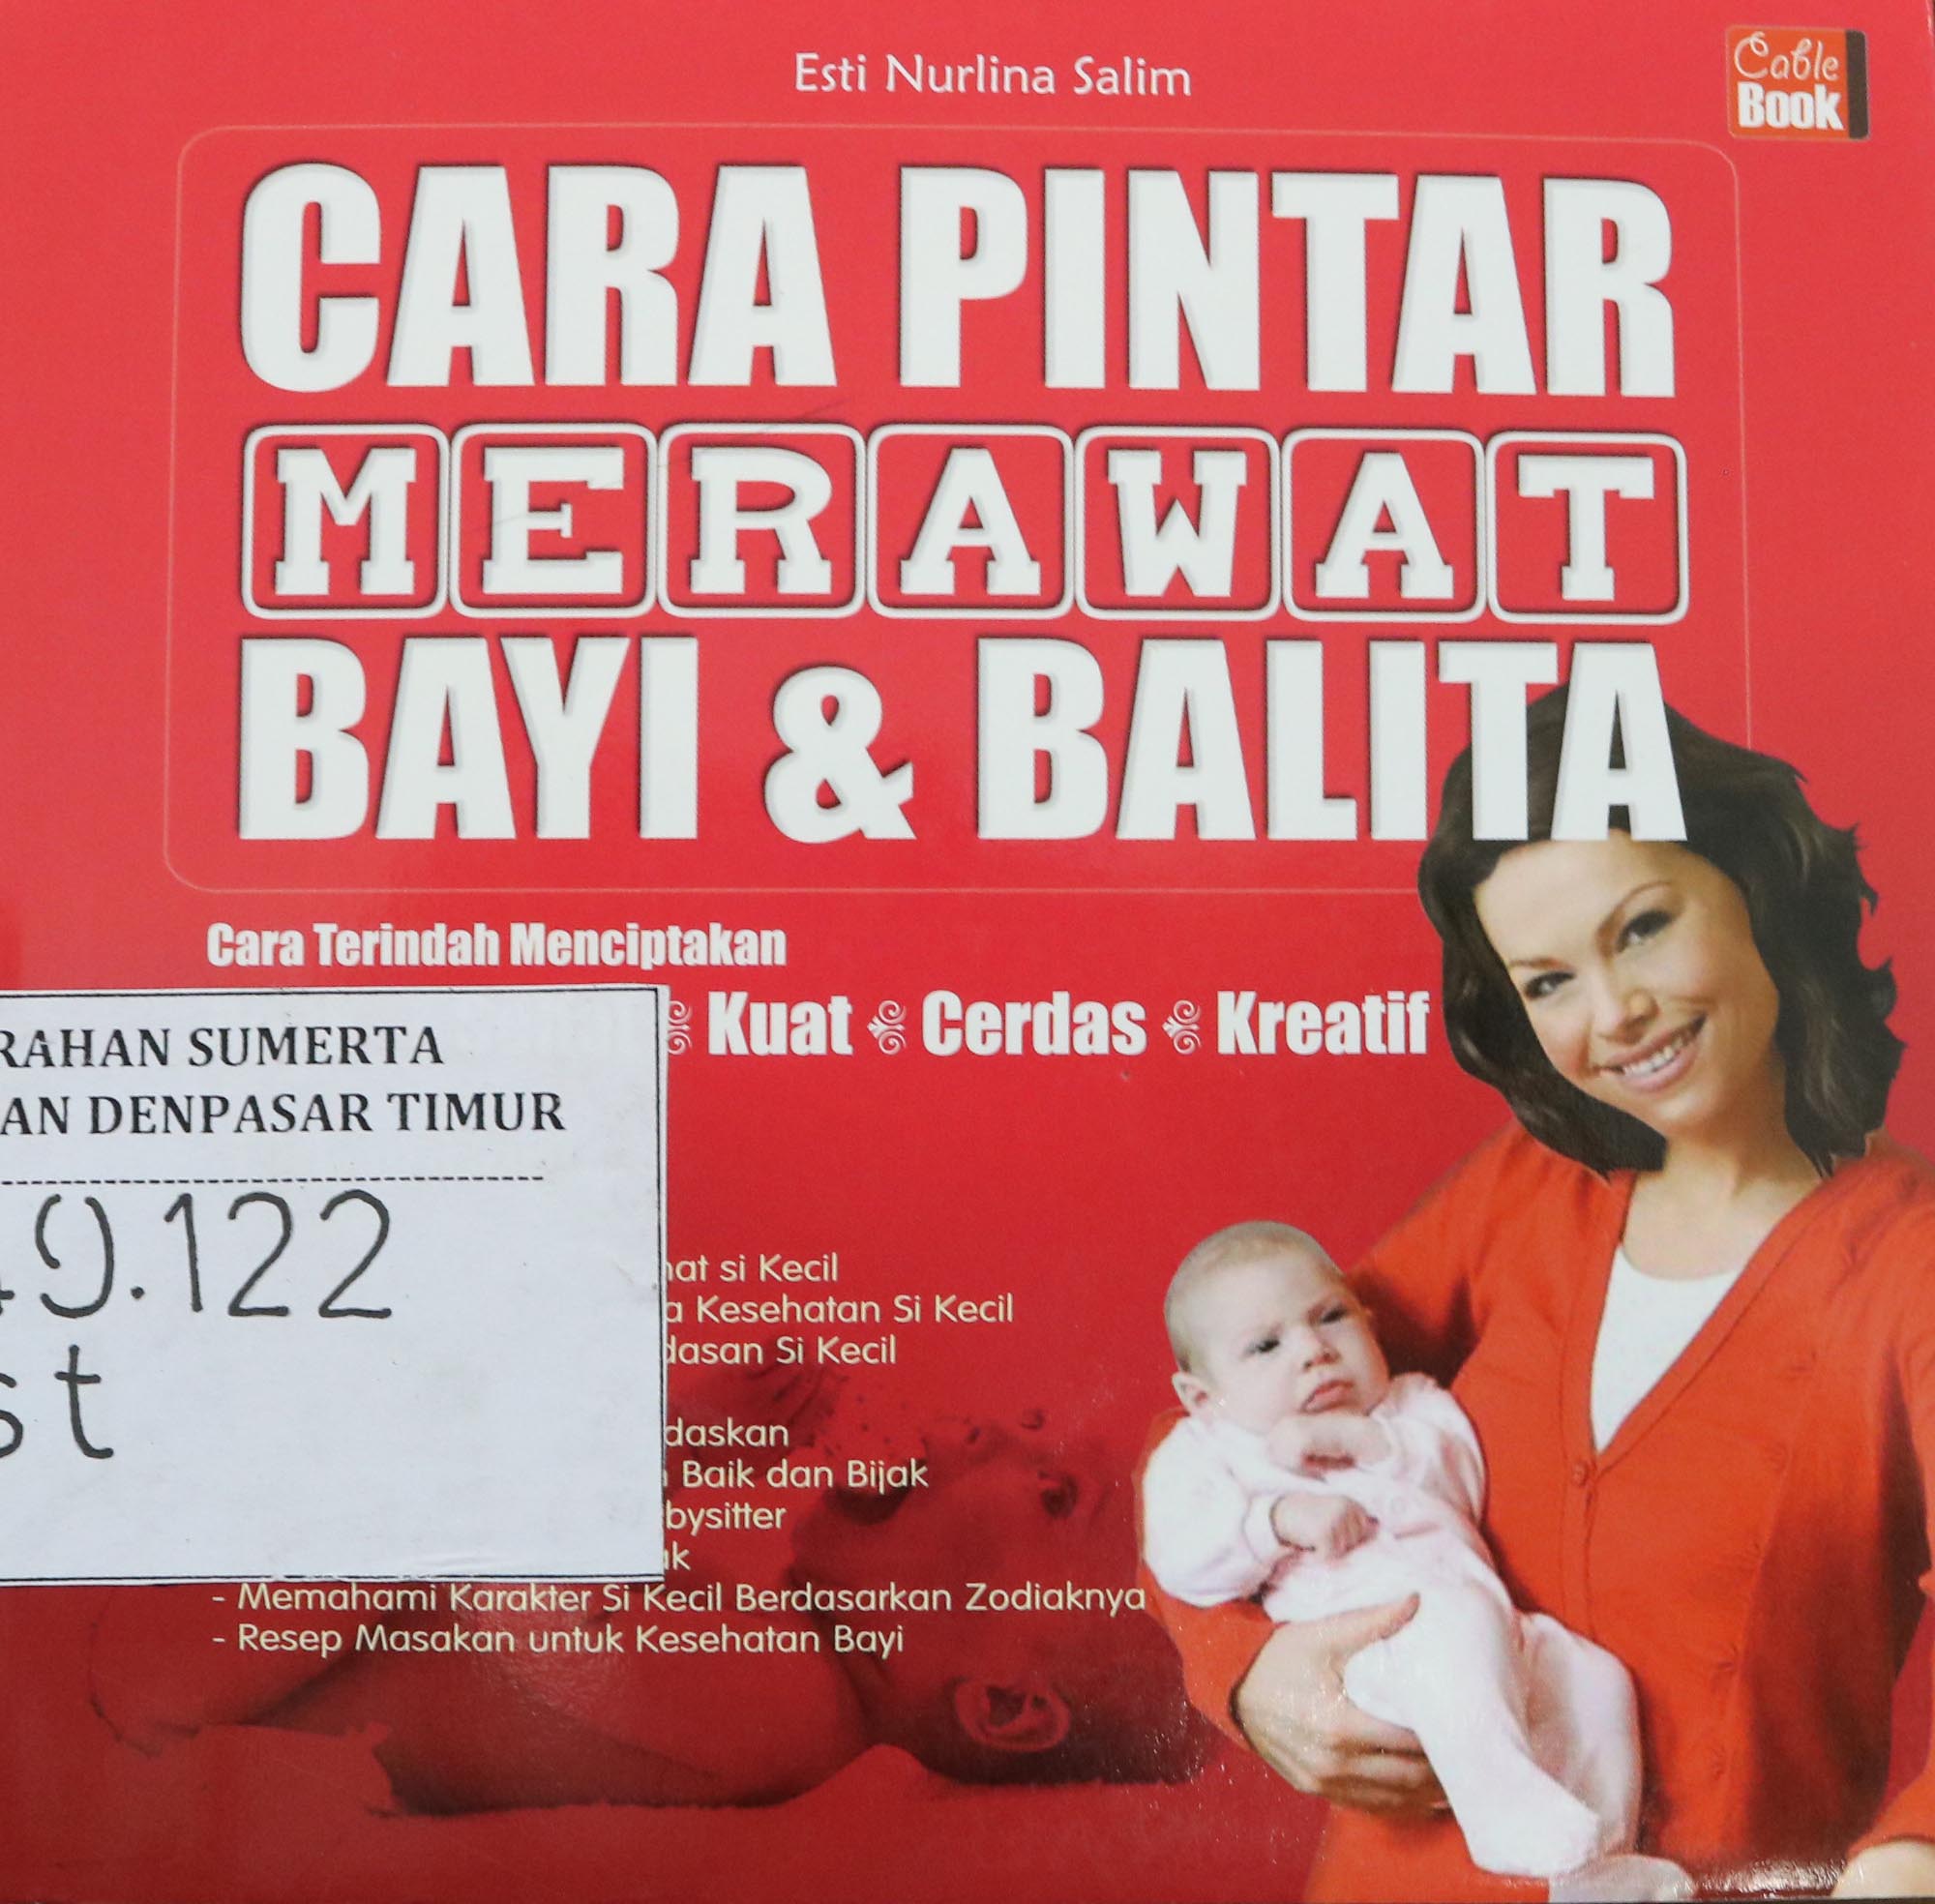 Esti Nurlina Salim
Cable
Book
CARA PINTAR
MERAWAT
BAYI & BALITA
Cara Terindah Menciptakan
Kuat Cerdas Kreatif
RAHAN SUMERTA
AN DENPASAR TIMUR
9.122
st
at si Kecil
a Kesehatan Si Kecil
dasan Si Kecil
daskan
Baik dan Bijak
bysitter
k
- Memahami Karakter Si Kecil Berdasarkan Zodiaknya
- Resep Masakan untuk Kesehatan Bayi